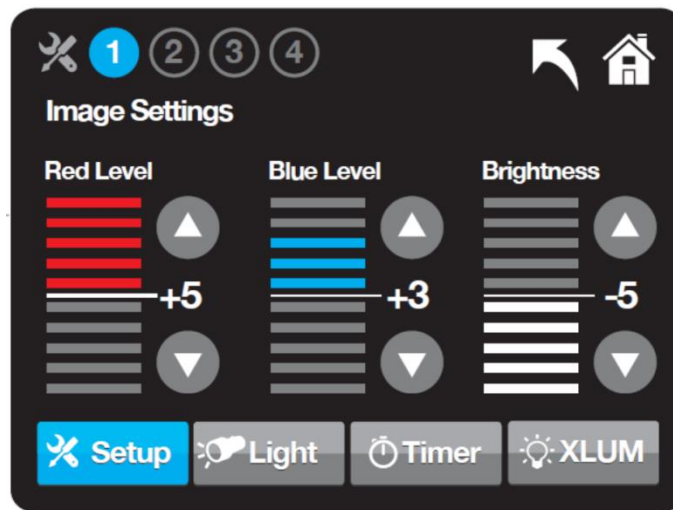 1 2 3 4
Image Settings
Red Level Blue Level Brightness
+5 +3 -5
Setup Light Timer XLUM